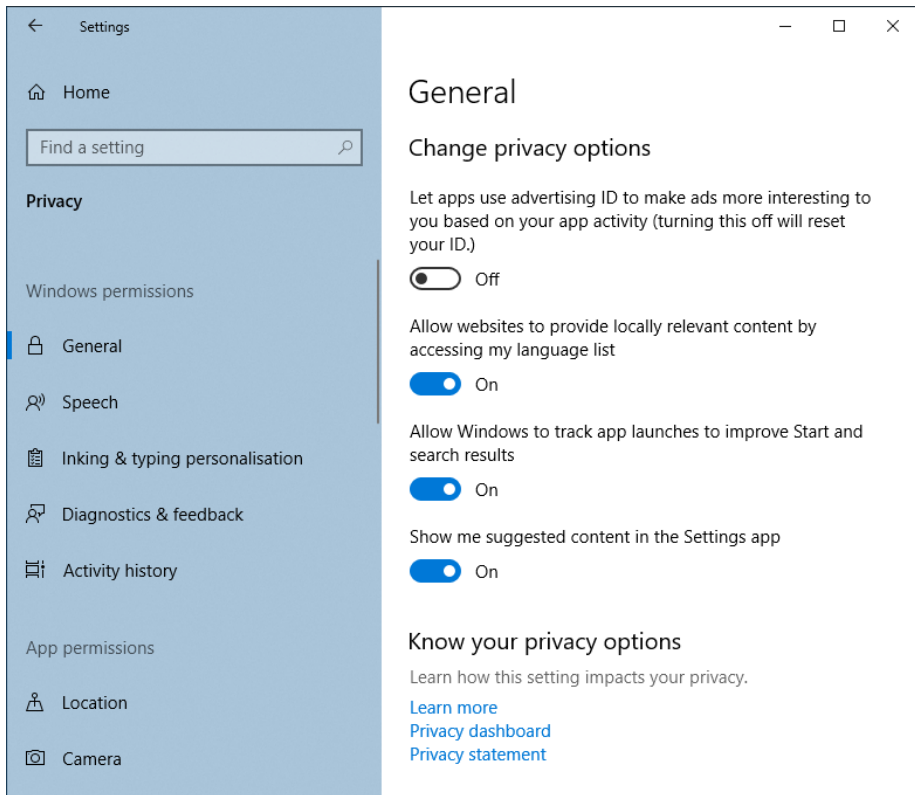 Settings
Home
Find a setting
Privacy
Windows permissions
General
Speech
Inking & typing personalisation
Diagnostics & feedback
Activity history
App permissions
Location
Camera
General
Change privacy options
Let apps use advertising ID to make ads more interesting to
you based on your app activity (turning this off will reset
your ID.)
Off
Allow websites to provide locally relevant content by
accessing my language list
On
Allow Windows to track app launches to improve Start and
search results
On
Show me suggested content in the Settings app
On
Know your privacy options
Learn how this setting impacts your privacy.
Learn more
Privacy dashboard
Privacy statement